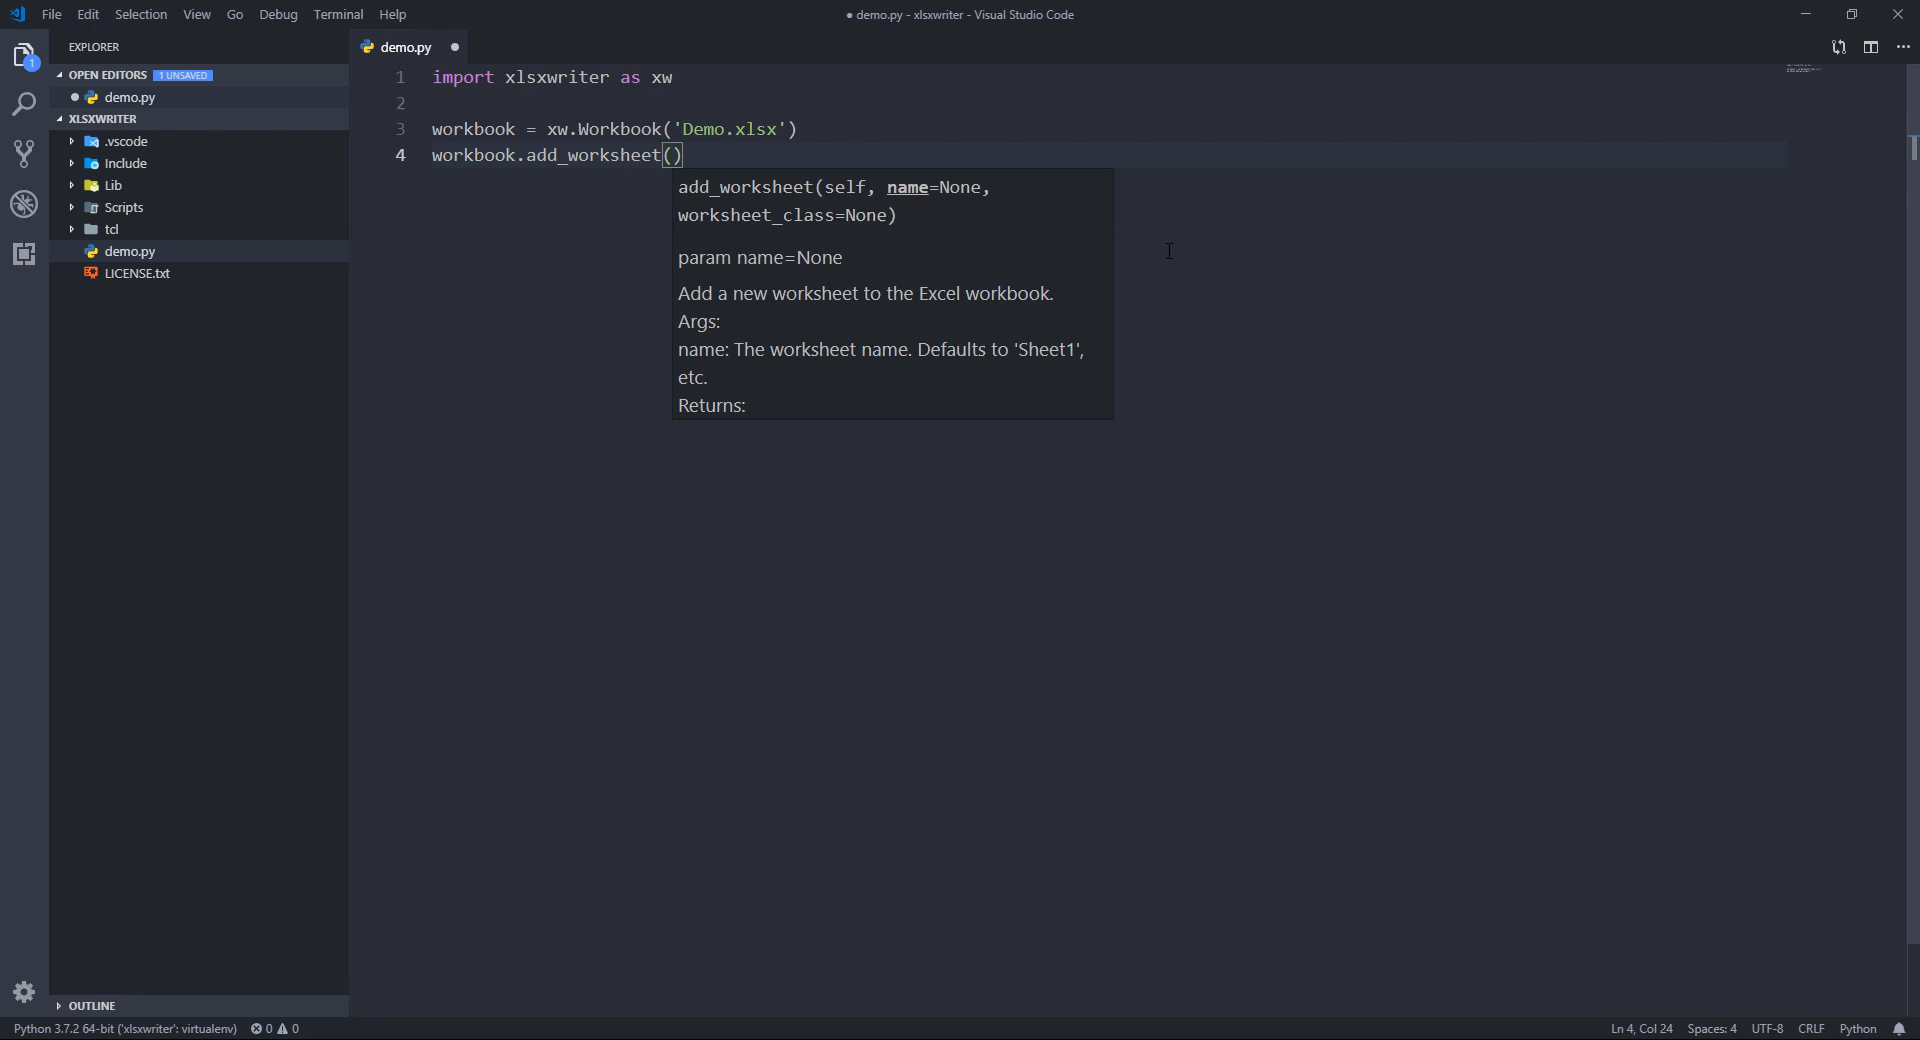 File Edit Selection View Go Debug Terminal Help
● demo.py - xlsxwriter - Visual Studio Code
EXPLORER
OPEN EDITORS 1 UNSAVED
demo.py
XLSXWRITER
.vscode
Include
Lib
Scripts
tcl
demo.py
LICENSE.txt
OUTLINE
1
demo.py
1 import xlsxwriter as xw
2
3 workbook = xw.Workbook('Demo.xlsx')
4 workbook.add_worksheet()
add_worksheet(self, name=None,
worksheet_class=None)
param name=None
Add a new worksheet to the Excel workbook.
Args:
name: The worksheet name. Defaults to 'Sheet1',
etc.
Returns:
Python 3.7.2 64-bit ('xlsxwriter': virtualenv) 0 0 Ln 4, Col 24 Spaces: 4 UTF-8 CRLF Python